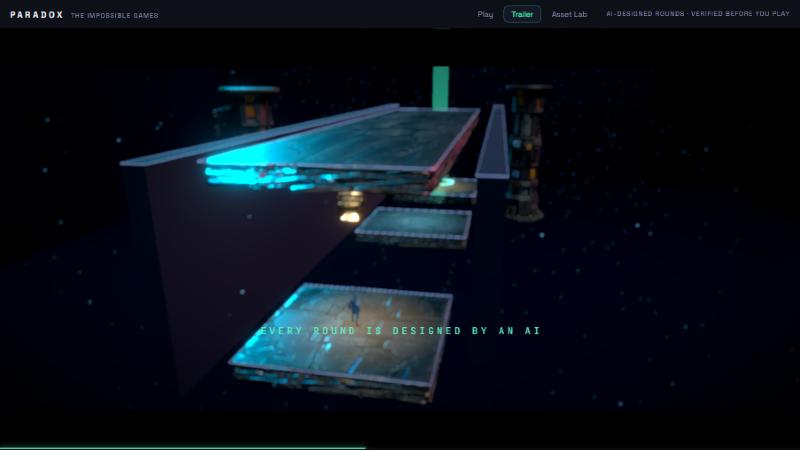 PARADOX THE IMPOSSIBLE GAMES Play Trailer Asset Lab AI-DESIGNED ROUNDS · VERIFIED BEFORE YOU PLAY
EVERY ROUND IS DESIGNED BY AN AI